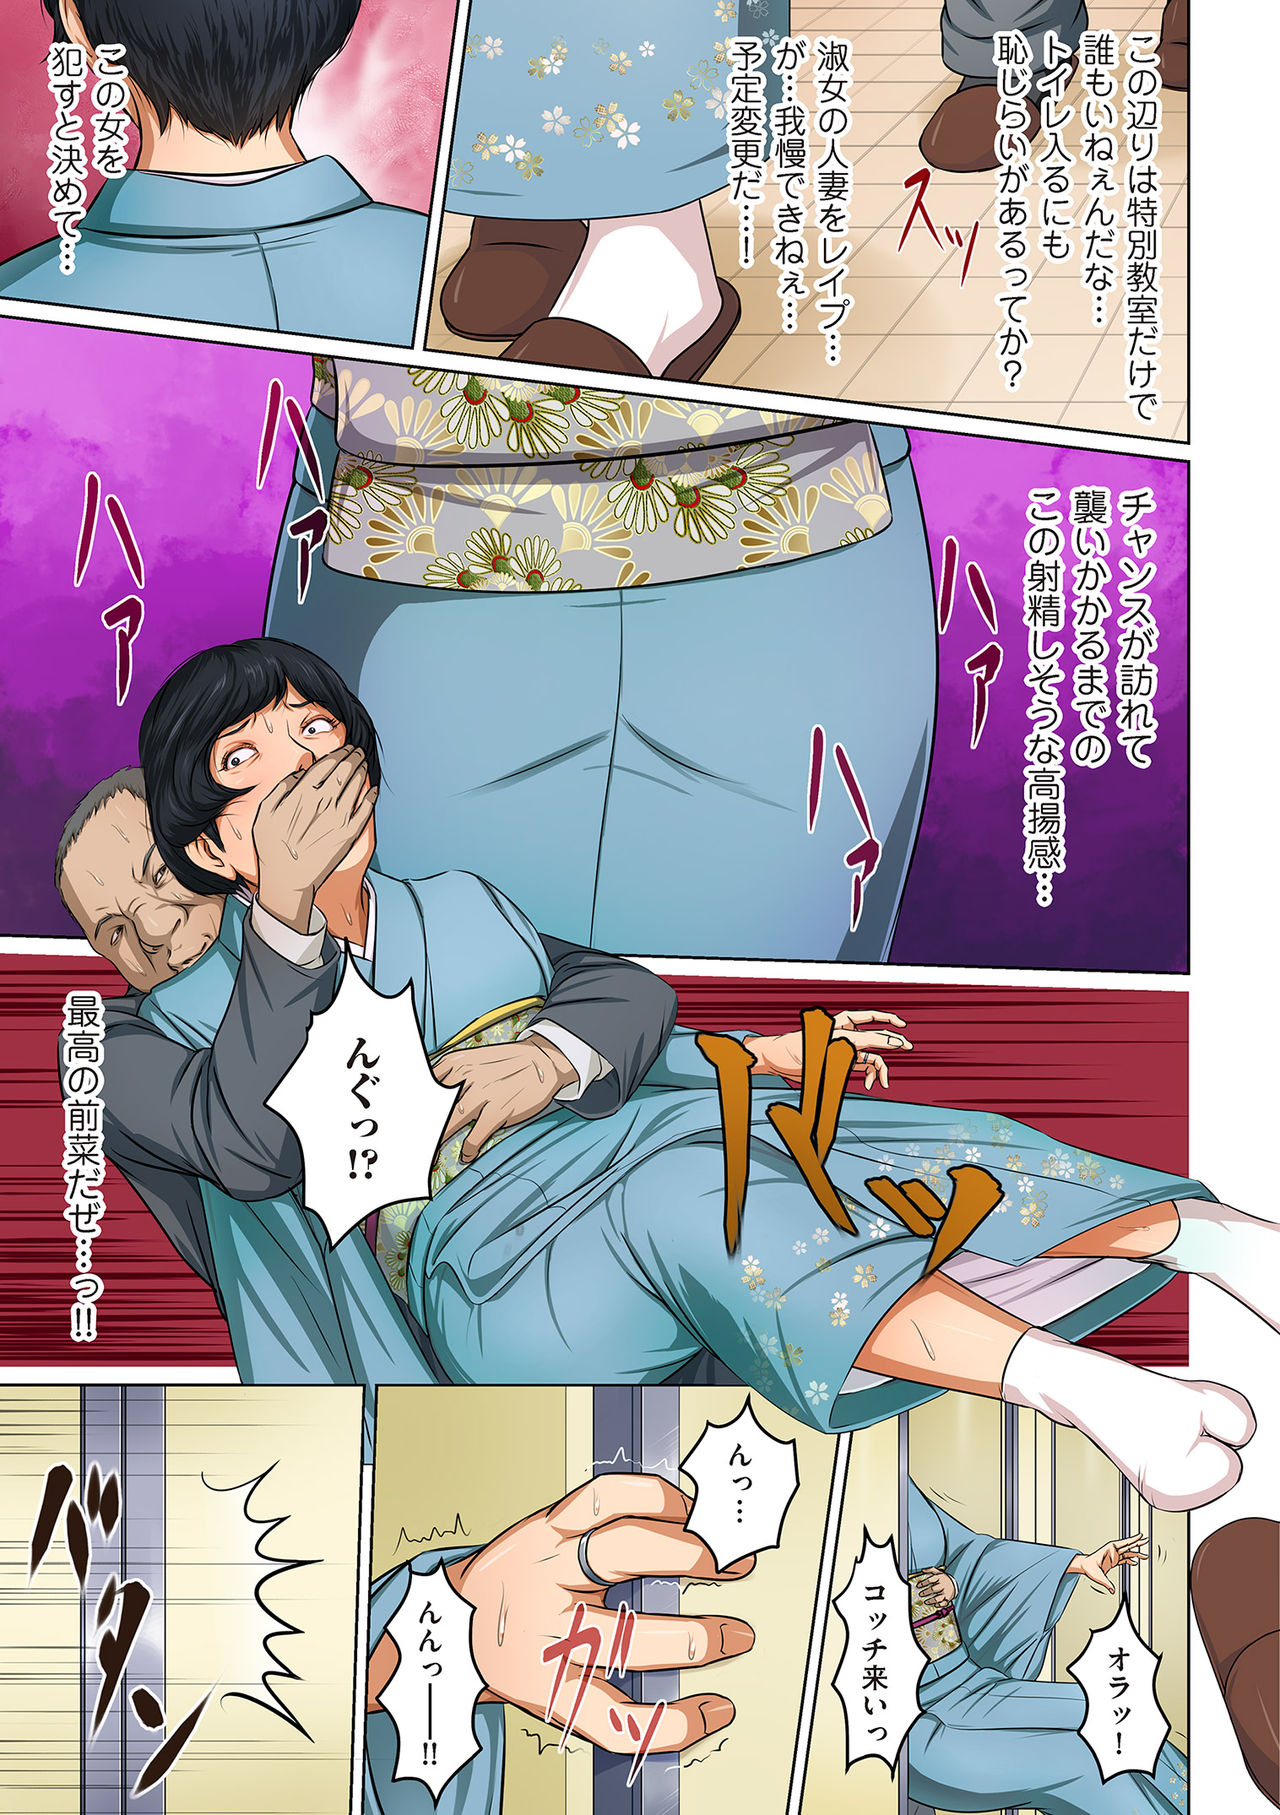 この辺りは特別教室だけで
誰もいねぇんだな…
トイレ入るにも
恥じらいがあるってか？
スッ
淑女の人妻をレイプ…
が…我慢できねぇ…
予定変更だ…！
この女を
犯すと決めて…
チャンスが訪れて
襲いかかるまでの
この射精しそうな高揚感…
ハァ
ハァ
ハァ
ハァ
んぐっ!?
バッ
最高の前菜だぜ…っ!!
オラッ！
コッチ来いっ
んっ…
ガッ
んんっ――!!
バタンッ